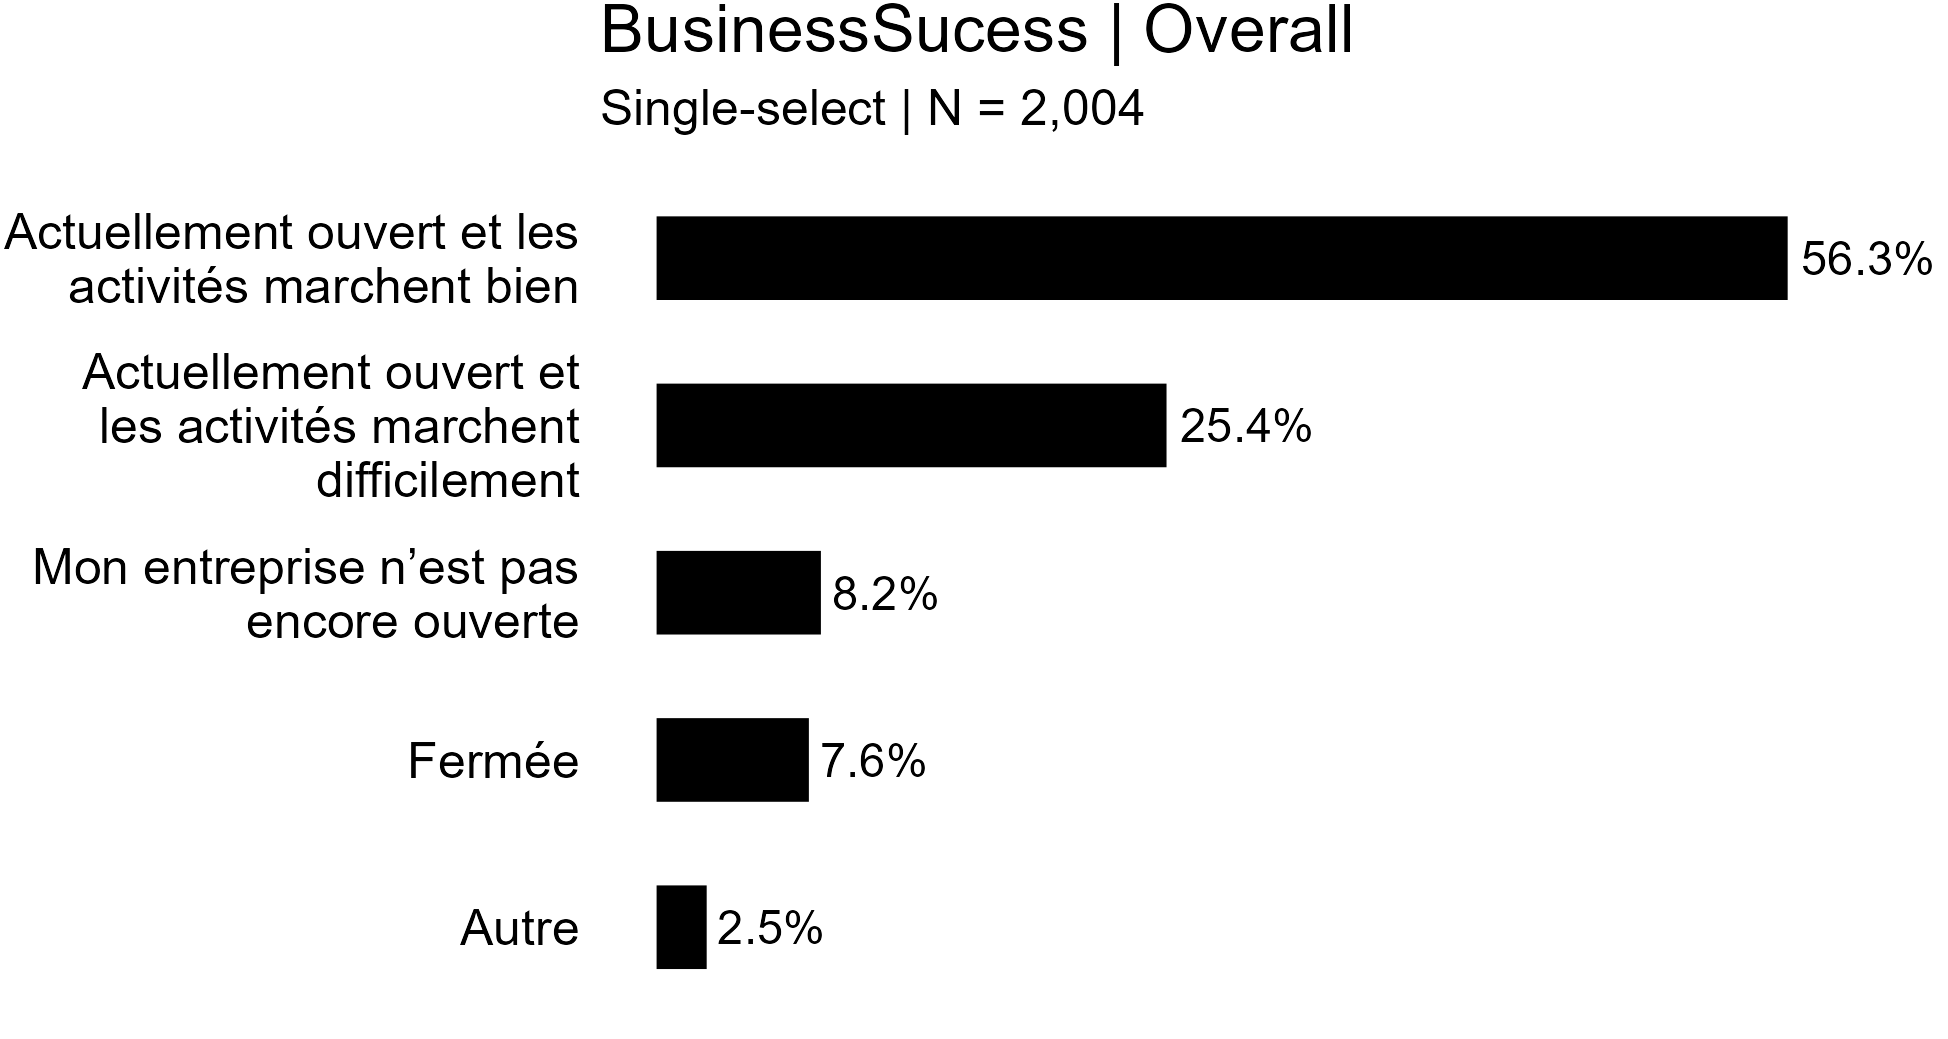 BusinessSucess | Overall
Single-select | N = 2,004
Actuellement ouvert et les
activités marchent bien
56.3%
Actuellement ouvert et
les activités marchent
difficilement
25.4%
Mon entreprise n’est pas
encore ouverte
8.2%
Fermée
7.6%
Autre
2.5%